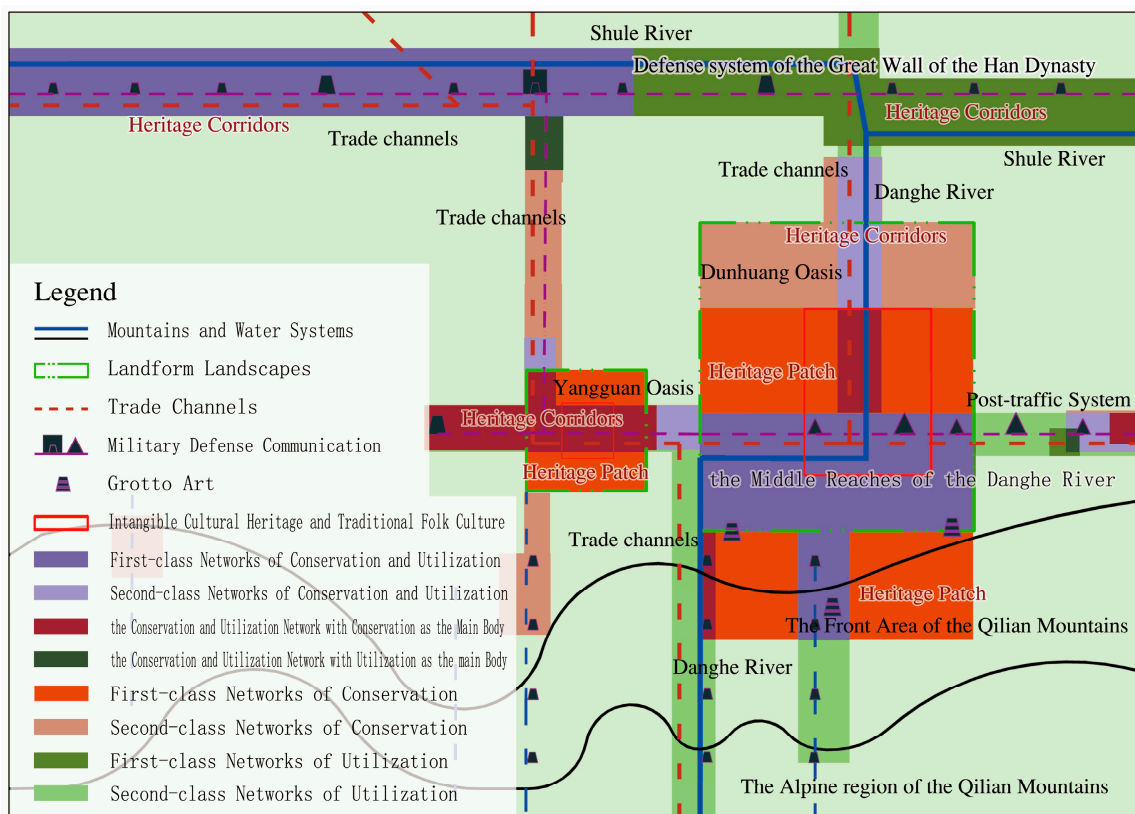 Shule River
Defense system of the Great Wall of the Han Dynasty
Heritage Corridors
Heritage Corridors
Trade channels
Shule River
Trade channels
Danghe River
Trade channels
Heritage Corridors
Dunhuang Oasis
Legend
Mountains and Water Systems
Landform Landscapes
Trade Channels
Military Defense Communication
Grotto Art
Intangible Cultural Heritage and Traditional Folk Culture
First-class Networks of Conservation and Utilization
Second-class Networks of Conservation and Utilization
the Conservation and Utilization Network with Conservation as the Main Body
the Conservation and Utilization Network with Utilization as the main Body
First-class Networks of Conservation
Second-class Networks of Conservation
First-class Networks of Utilization
Second-class Networks of Utilization
Heritage Patch
Yangguan Oasis
Post-traffic System
Heritage Corridors
Heritage Patch
the Middle Reaches of the Danghe River
Trade channels
Heritage Patch
The Front Area of the Qilian Mountains
Danghe River
The Alpine region of the Qilian Mountains